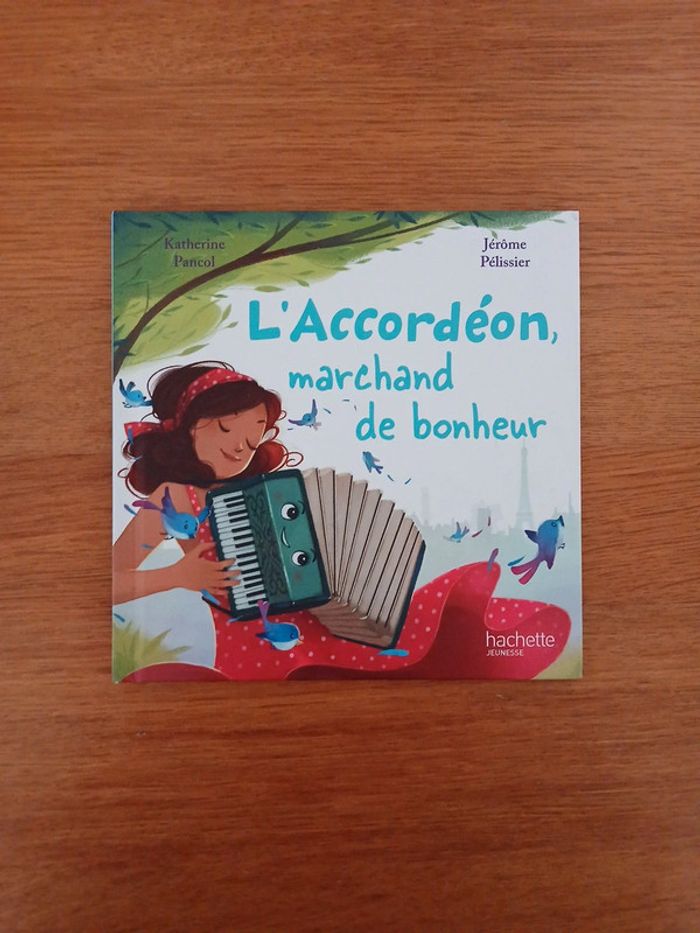 Katherine
Pancol
Jérôme
Pélissier
L'Accordéon,
marchand
de bonheur
hachette
JEUNESSE